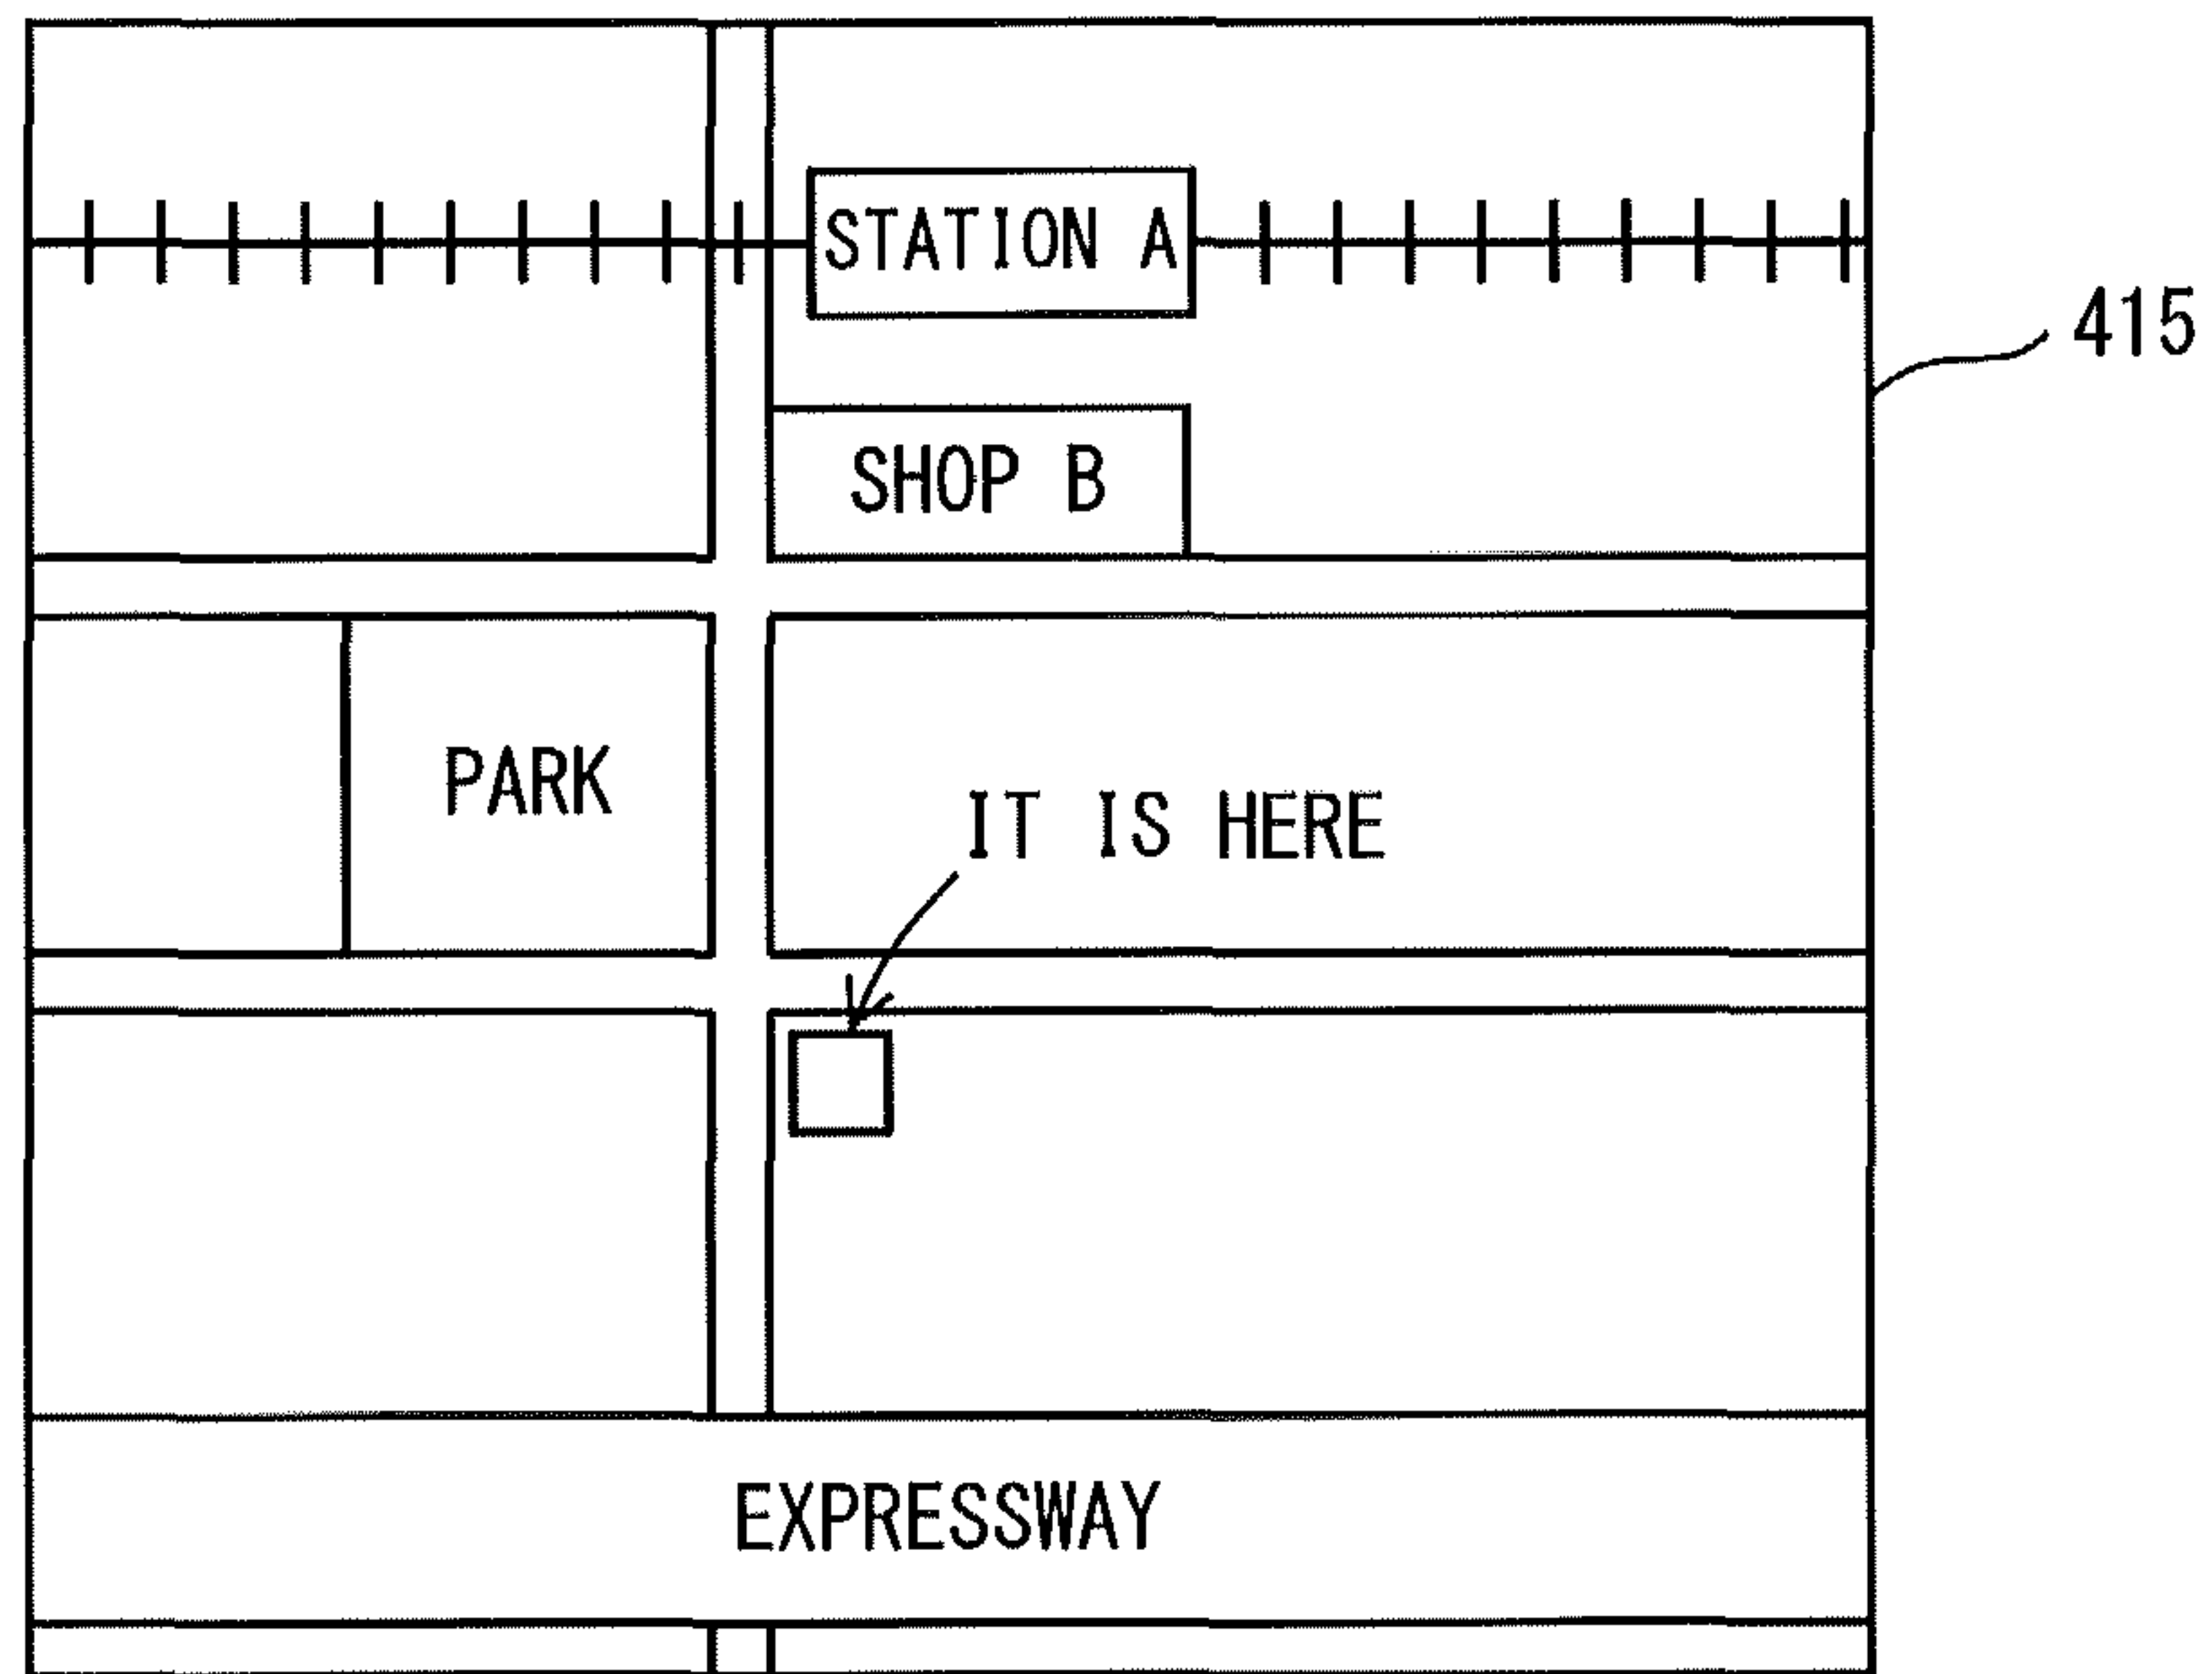 STATION A
415
SHOP B
PARK
IT IS HERE
EXPRESSWAY